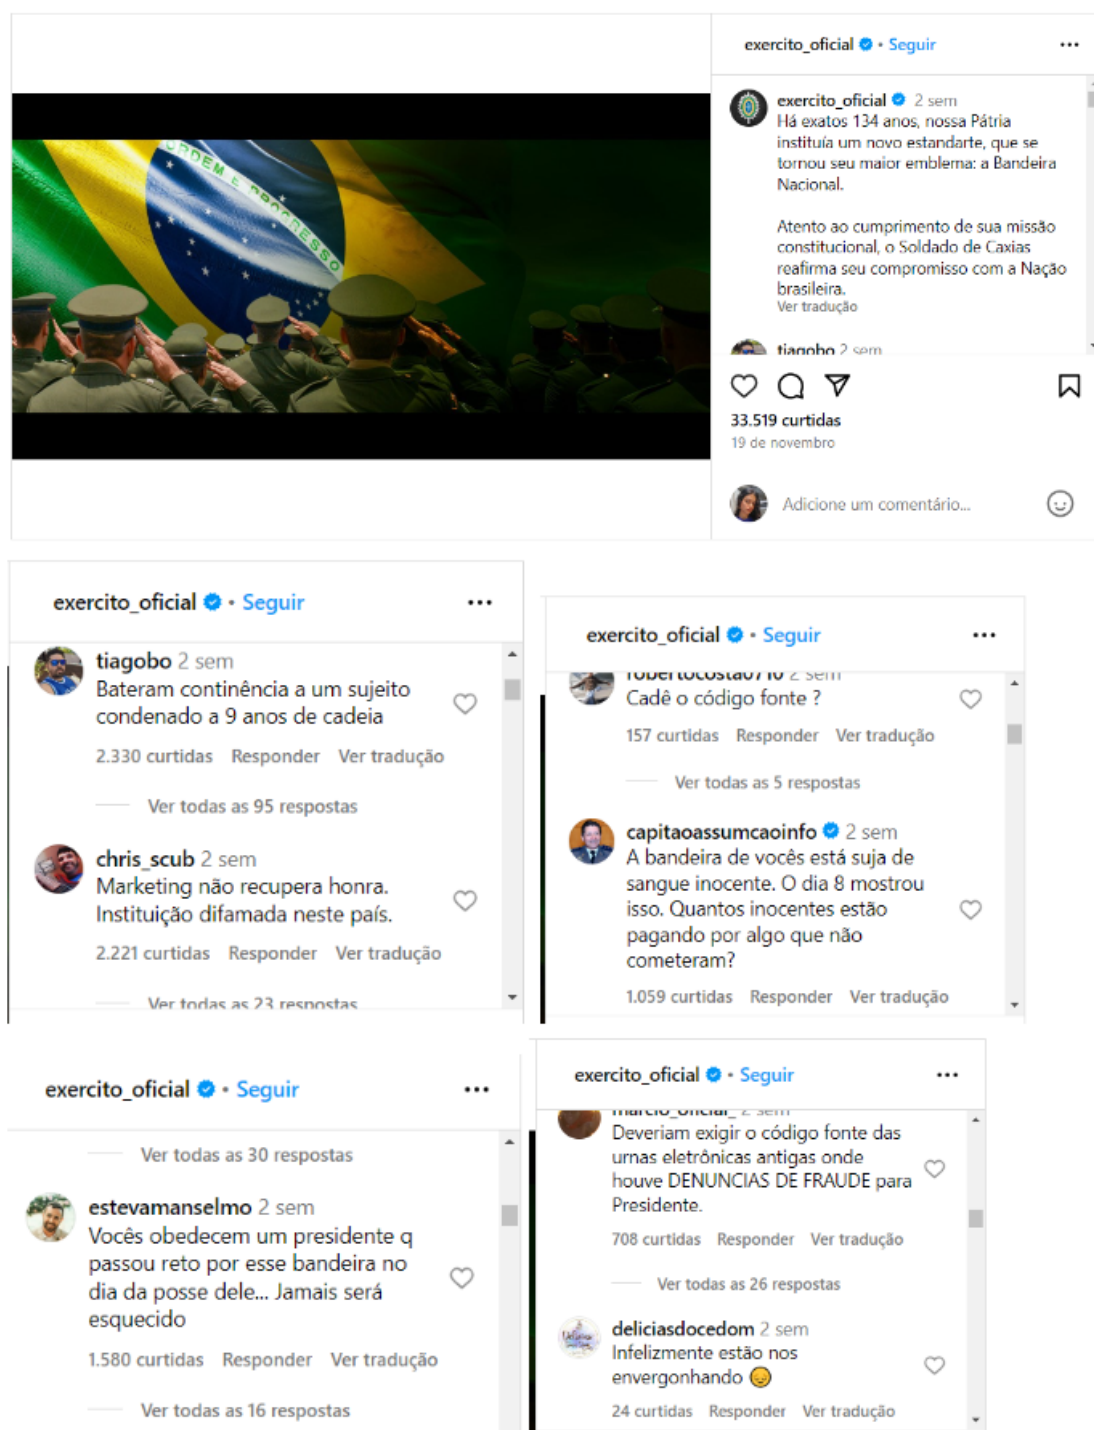 ORDEM E PROGRESSO
exercito_oficial • Seguir
exercito_oficial 2 sem
Há exatos 134 anos, nossa Pátria
instituía um novo estandarte, que se
tornou seu maior emblema: a Bandeira
Nacional.
Atento ao cumprimento de sua missão
constitucional, o Soldado de Caxias
reafirma seu compromisso com a Nação
brasileira.
Ver tradução
tiagobo 2 sem
33.519 curtidas
19 de novembro
Adicione um comentário...
exercito_oficial • Seguir
tiagobo 2 sem
Bateram continência a um sujeito
condenado a 9 anos de cadeia
2.330 curtidas Responder Ver tradução
Ver todas as 95 respostas
chris_scub 2 sem
Marketing não recupera honra.
Instituição difamada neste país.
2.221 curtidas Responder Ver tradução
Ver todas as 23 respostas
exercito_oficial • Seguir
robertocosta0710 2 sem
Cadê o código fonte ?
157 curtidas Responder Ver tradução
Ver todas as 5 respostas
capitaoassumcaoinfo 2 sem
A bandeira de vocês está suja de
sangue inocente. O dia 8 mostrou
isso. Quantos inocentes estão
pagando por algo que não
cometeram?
1.059 curtidas Responder Ver tradução
exercito_oficial • Seguir
Ver todas as 30 respostas
estevamanselmo 2 sem
Vocês obedecem um presidente q
passou reto por esse bandeira no
dia da posse dele... Jamais será
esquecido
1.580 curtidas Responder Ver tradução
Ver todas as 16 respostas
exercito_oficial • Seguir
marcio_oficial_ 2 sem
Deveriam exigir o código fonte das
urnas eletrônicas antigas onde
houve DENUNCIAS DE FRAUDE para
Presidente.
708 curtidas Responder Ver tradução
Ver todas as 26 respostas
deliciasdocedom 2 sem
Infelizmente estão nos
envergonhando 😔
24 curtidas Responder Ver tradução